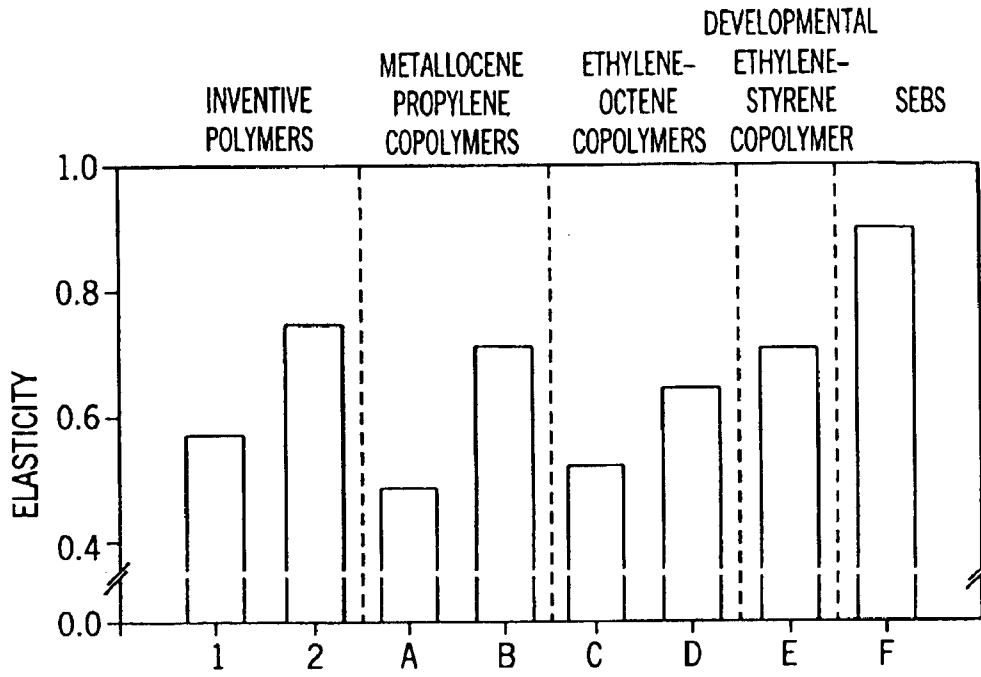 INVENTIVE
POLYMERS
METALLOCENE
PROPYLENE
COPOLYMERS
ETHYLENE-
OCTENE
COPOLYMERS
DEVELOPMENTAL
ETHYLENE-
STYRENE
COPOLYMER
SEBS
ELASTICITY
1.0
0.8
0.6
0.4
0.0
1 2 A B C D E F